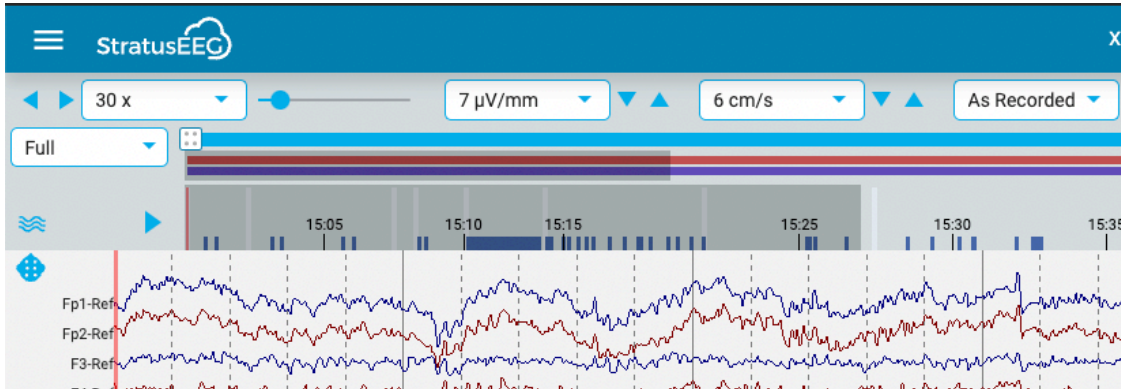 StratusEEG
X
30 x
7 µV/mm
6 cm/s
As Recorded
Full
15:05 15:10 15:15 15:25 15:30 15:35
Fp1-Ref
Fp2-Ref
F3-Ref